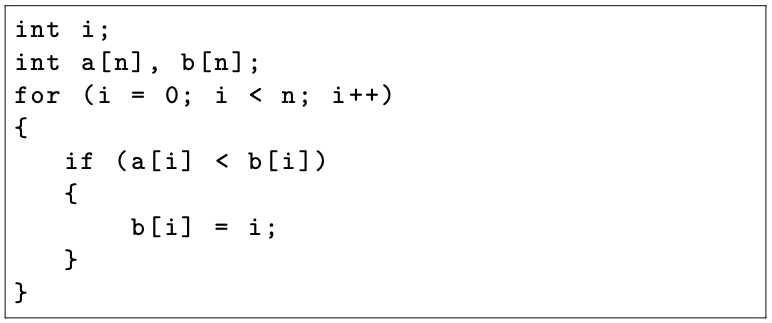 int i;
int a[n], b[n];
for (i = 0; i < n; i++)
{
   if (a[i] < b[i])
   {
       b[i] = i;
   }
}